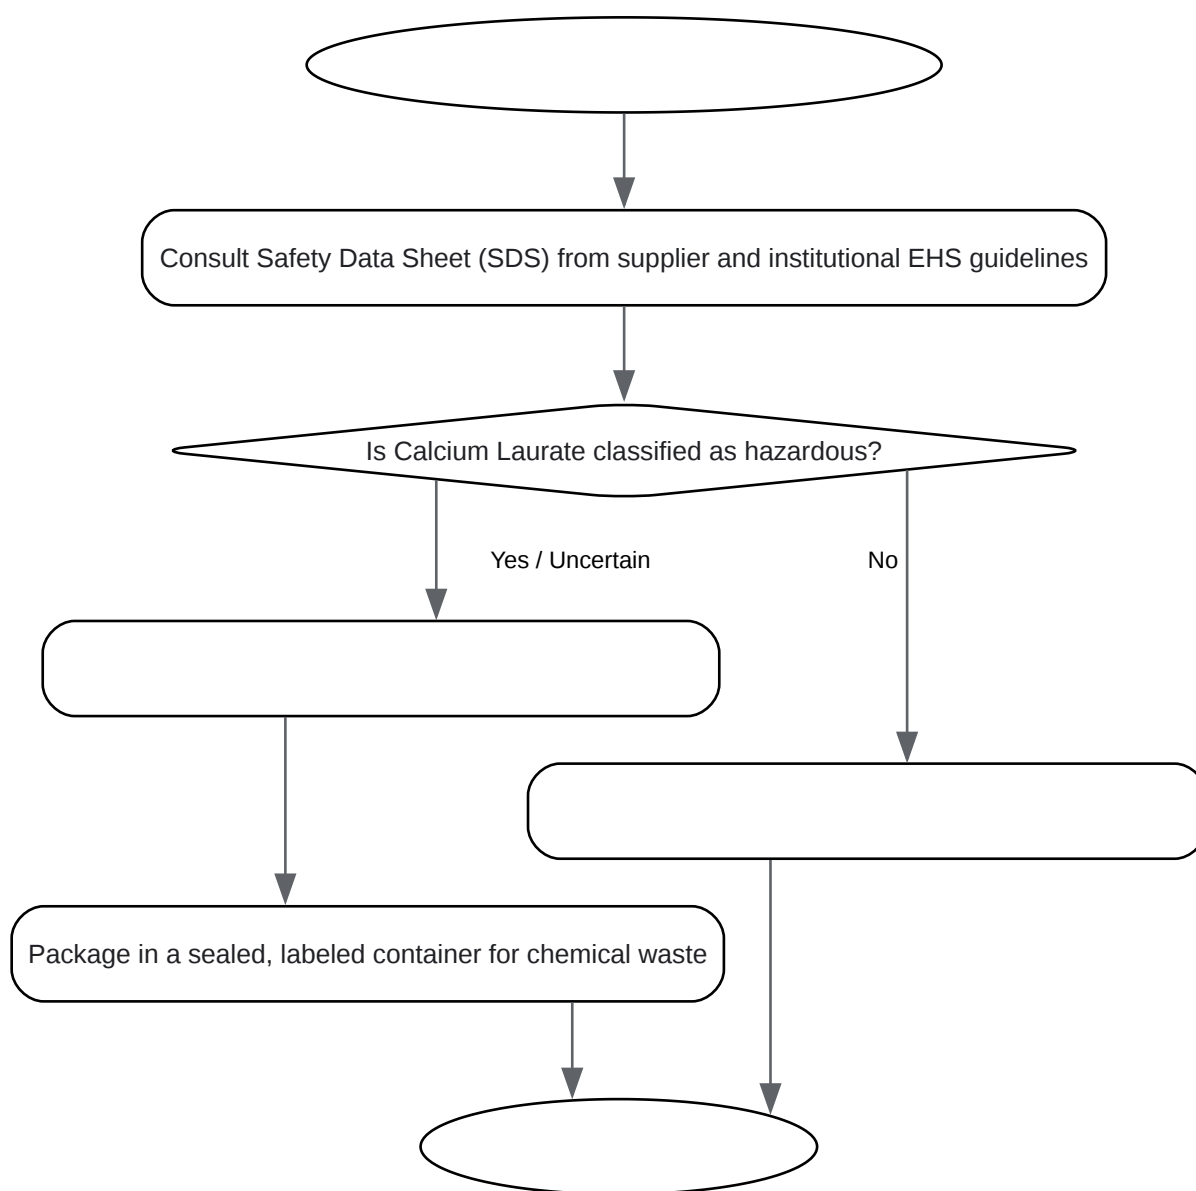 Consult Safety Data Sheet (SDS) from supplier and institutional EHS guidelines
Is Calcium Laurate classified as hazardous?
Yes / Uncertain
No
Package in a sealed, labeled container for chemical waste